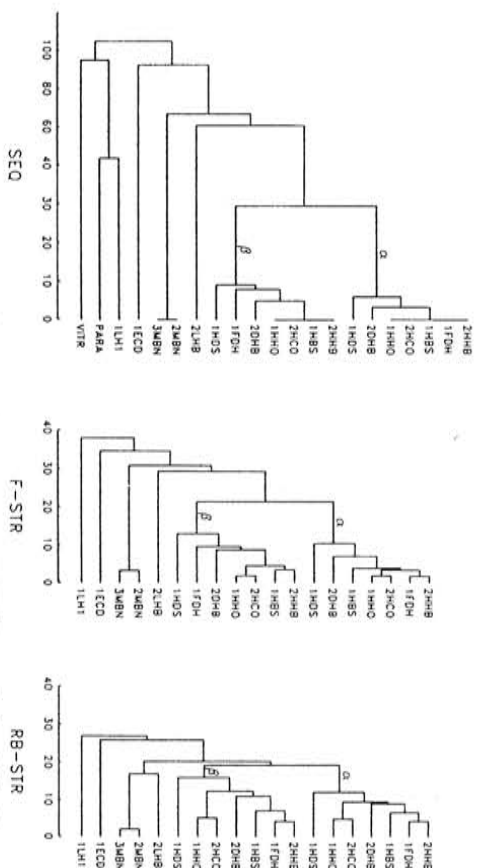 2HHB
1FDH
1HBS
2HCO
1HHO
2DHB
1HDS
α
2HHB
1HBS
2HCO
1HHO
2DHB
1FDH
1HDS
β
2LHB
2MBN
3MBN
1ECD
1LH1
PARA
VITR
100 80 60 40 30 20 10 0
SEQ
2HHB
1FDH
2HCO
1HHO
1HBS
2DHB
1HDS
α
2HHB
1HBS
2HCO
1HHO
2DHB
1FDH
1HDS
β
2LHB
2MBN
3MBN
1ECD
1LH1
40 30 20 10 0
F-STR
2HHB
1FDH
1HBS
2DHB
2HCO
1HHO
1HDS
α
2HHB
1FDH
1HBS
2DHB
2HCO
1HHO
1HDS
β
2LHB
2MBN
3MBN
1ECD
1LH1
40 30 20 10 0
RB-STR